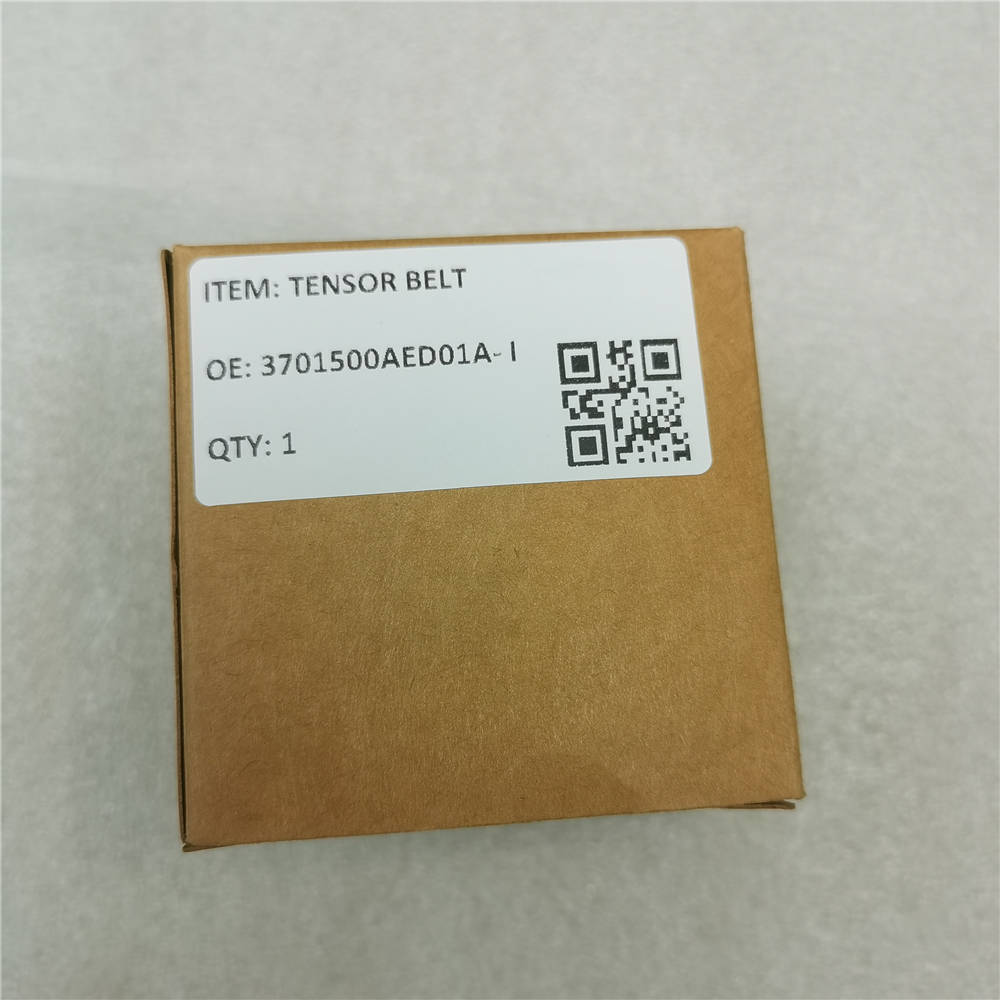 ITEM: TENSOR BELT
OE: 3701500AED01A- I
QTY: 1